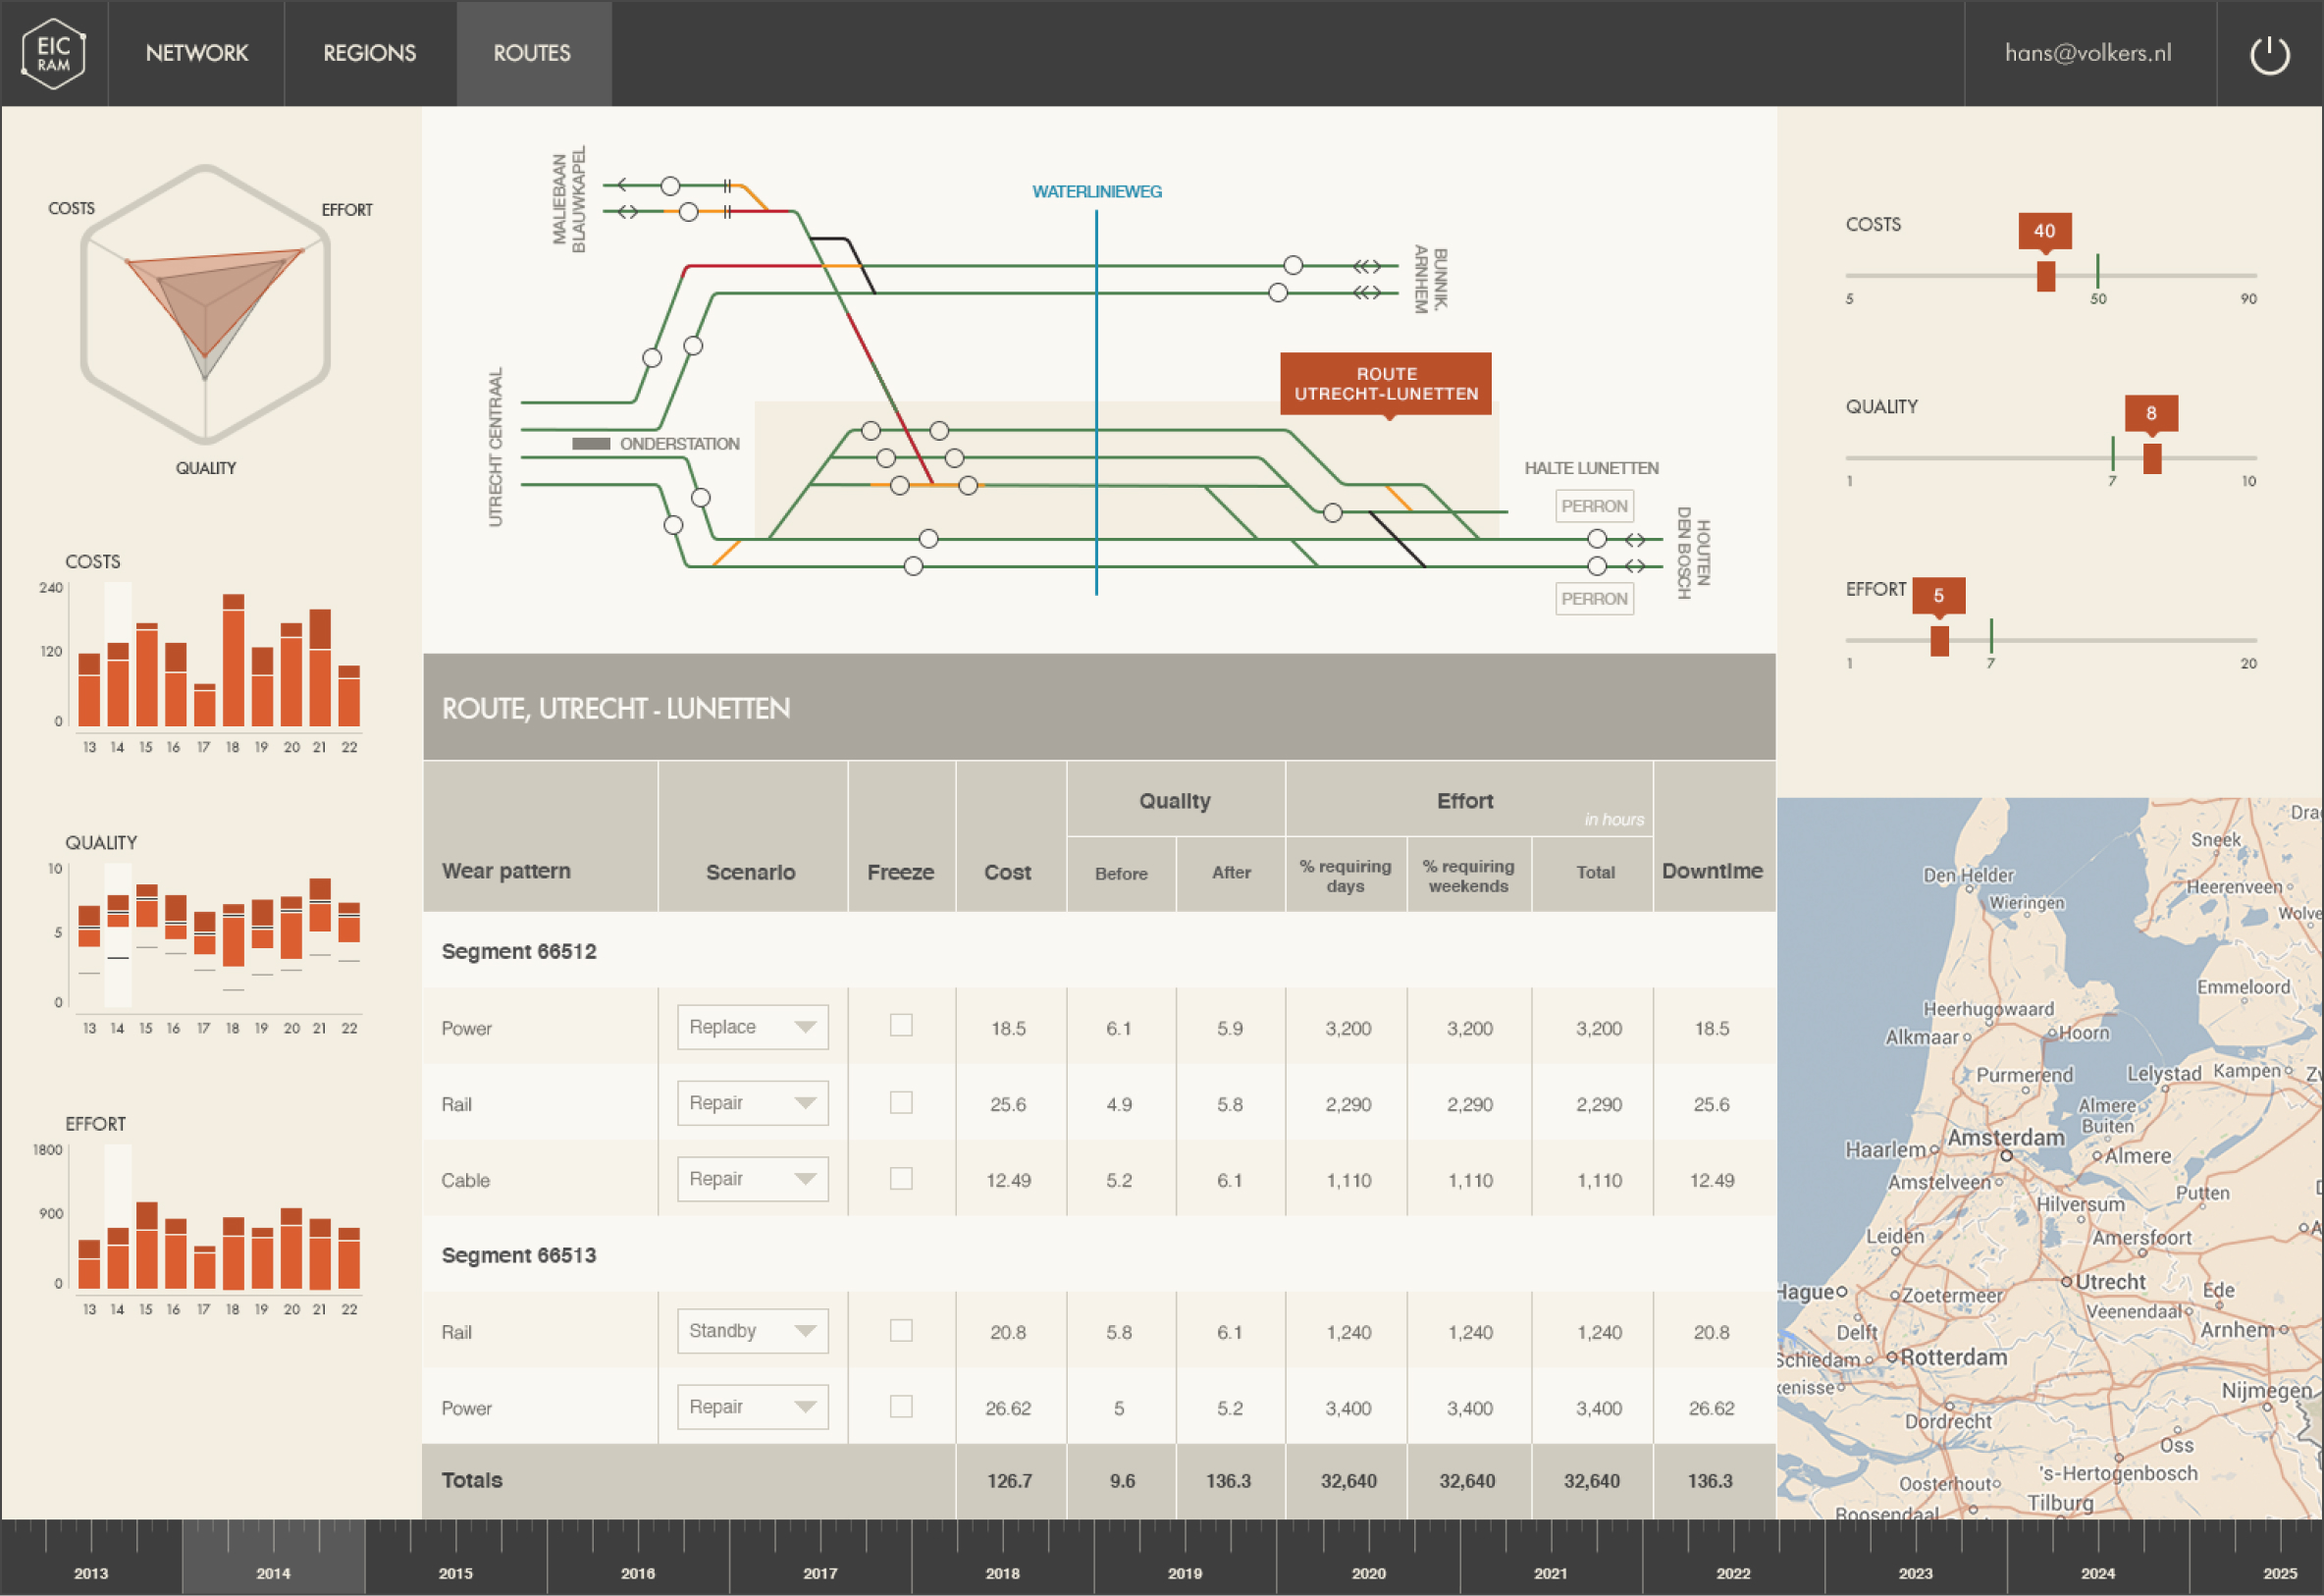 EIC
RAM
NETWORK
REGIONS
ROUTES
hans@volkers.nl
COSTS
EFFORT
QUALITY
COSTS
240
120
0
13 14 15 16 17 18 19 20 21 22
QUALITY
10
5
0
13 14 15 16 17 18 19 20 21 22
EFFORT
1800
900
0
13 14 15 16 17 18 19 20 21 22
MALIEBAAN
BLAUWKAPEL
WATERLINIEWEG
BUNNIK.
ARNHEM
UTRECHT CENTRAAL
ONDERSTATION
ROUTE
UTRECHT-LUNETTEN
HALTE LUNETTEN
PERRON
HOUTEN
DEN BOSCH
PERRON
COSTS
40
5 50 90
QUALITY
8
1 7 10
EFFORT
5
1 7 20
ROUTE, UTRECHT - LUNETTEN
Quality Effort
in hours
Wear pattern Scenario Freeze Cost Before After % requiring days % requiring weekends Total Downtime
Segment 66512
Power Replace 18.5 6.1 5.9 3,200 3,200 3,200 18.5
Rail Repair 25.6 4.9 5.8 2,290 2,290 2,290 25.6
Cable Repair 12.49 5.2 6.1 1,110 1,110 1,110 12.49
Segment 66513
Rail Standby 20.8 5.8 6.1 1,240 1,240 1,240 20.8
Power Repair 26.62 5 5.2 3,400 3,400 3,400 26.62
Totals 126.7 9.6 136.3 32,640 32,640 32,640 136.3
Sneek
Den Helder
Heerenveen
Wieringen
Emmeloord
Heerhugowaard
Alkmaar
Hoorn
Purmerend
Lelystad
Kampen
Almere
Buiten
Amsterdam
Haarlem
Almere
Amstelveen
Putten
Hilversum
Leiden
Amersfoort
Utrecht
Ede
Hague
Zoetermeer
Veenendaal
Delft
Arnhem
Schiedam
Rotterdam
Nijmegen
Dordrecht
Oss
's-Hertogenbosch
Oosterhout
Tilburg
Roosendaal
2013 2014 2015 2016 2017 2018 2019 2020 2021 2022 2023 2024 2025